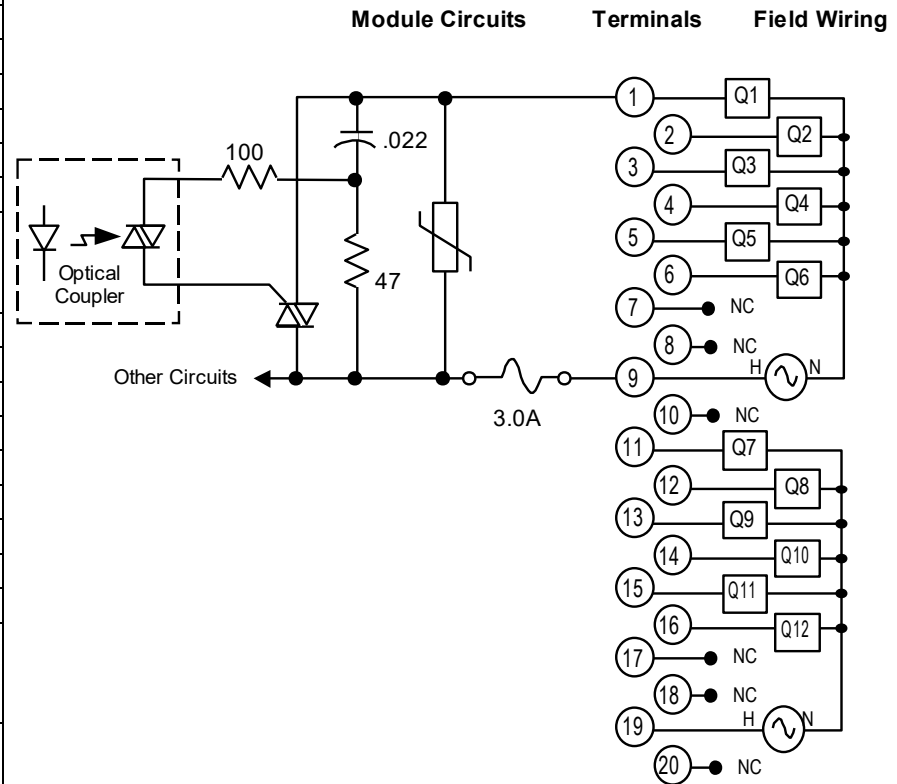 Module Circuits Terminals Field Wiring
1 Q1
2 Q2
.022
100
3 Q3
4 Q4
5 Q5
Optical
Coupler
47
6 Q6
7 NC
8 NC
H N
Other Circuits
9
3.0A
10 NC
11 Q7
12 Q8
13 Q9
14 Q10
15 Q11
16 Q12
17 NC
18 NC
H N
19
20 NC